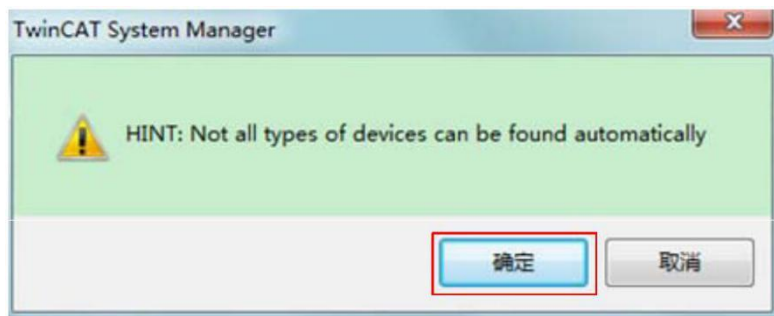 TwinCAT System Manager
HINT: Not all types of devices can be found automatically
确定
取消